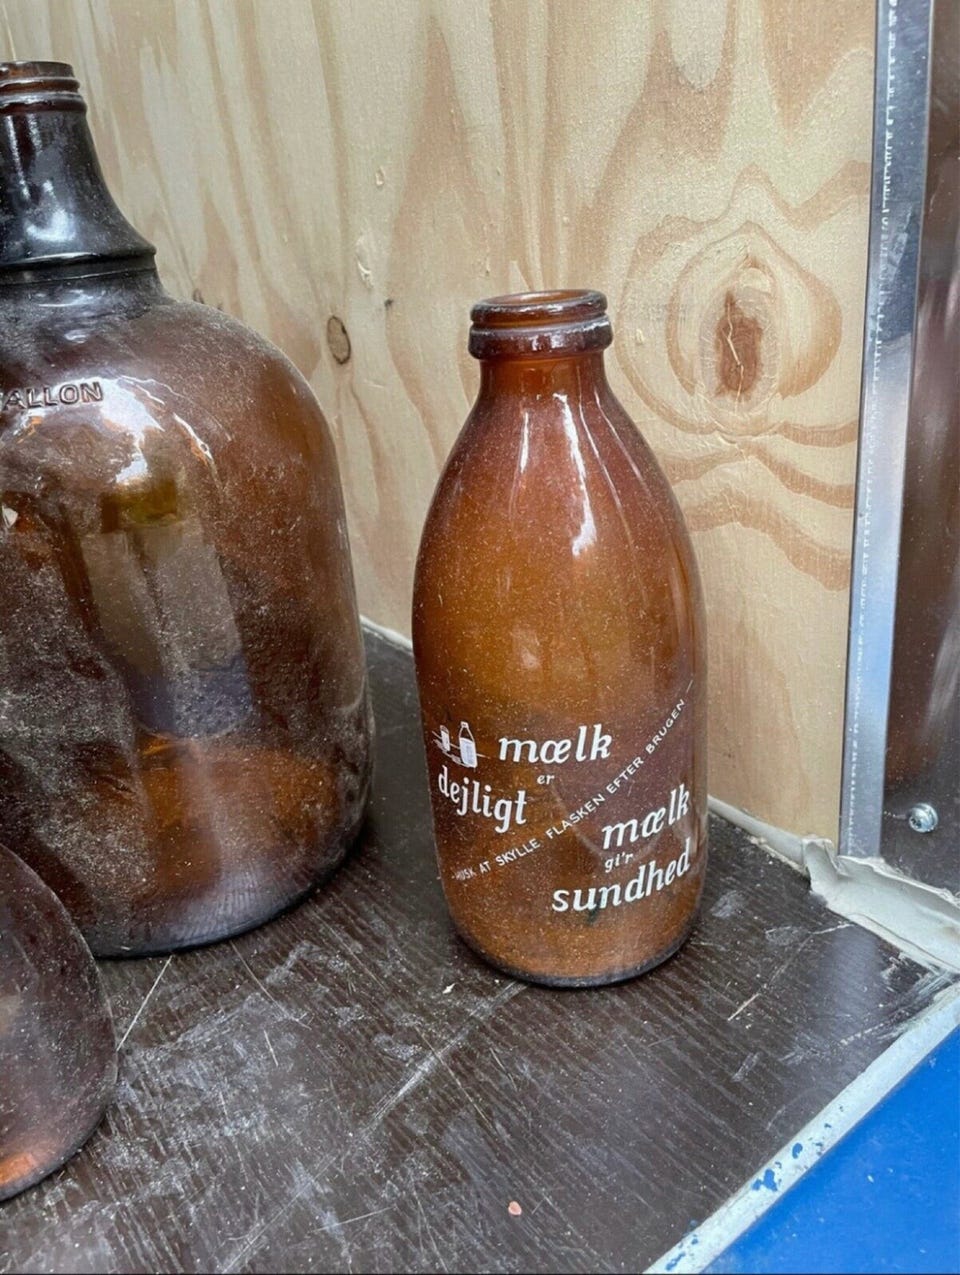 ALLON
mælk
er
dejligt
HUSK AT SKYLLE FLASKEN EFTER BRUGEN
mælk
gi'r
sundhed